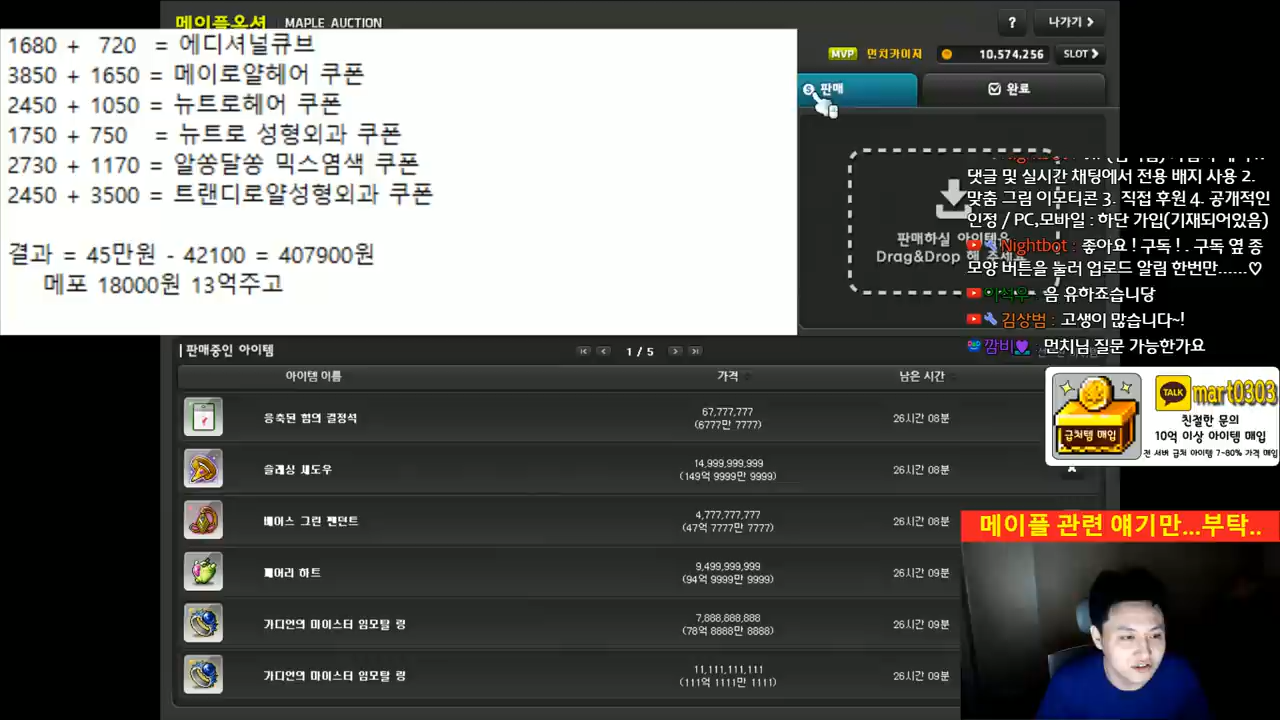 메이플옥션 MAPLE AUCTION
? 나가기
MVP 먼치카이저 10,574,256 SLOT
판매 완료
1680 + 720 = 에디셔널큐브
3850 + 1650 = 메이로얄헤어 쿠폰
2450 + 1050 = 뉴트로헤어 쿠폰
1750 + 750 = 뉴트로 성형외과 쿠폰
2730 + 1170 = 알쏭달쏭 믹스염색 쿠폰
2450 + 3500 = 트랜디로얄성형외과 쿠폰
결과 = 45만원 - 42100 = 407900원
메포 18000원 13억주고
판매하실 아이템을
Drag&Drop 해 주세요
댓글 및 실시간 채팅에서 전용 배지 사용 2.
맞춤 그림 이모티콘 3. 직접 후원 4. 공개적인
인정 / PC,모바일 : 하단 가입(기재되어있음)
Nightbot : 좋아요 ! 구독 ! . 구독 옆 종
모양 버튼을 눌러 업로드 알림 한번만......♡
이석우 : 음 유하죠습니당
김상범 : 고생이 많습니다~!
깜비 : 먼치님 질문 가능한가요
판매중인 아이템 1 / 5
아이템 이름 가격 남은 시간
응축된 힘의 결정석 67,777,777 26시간 08분
(6777만 7777)
슬래싱 섀도우 14,999,999,999 26시간 08분
(149억 9999만 9999)
베이스 그린 펜던트 4,777,777,777 26시간 08분
(47억 7777만 7777)
페어리 하트 9,499,999,999 26시간 09분
(94억 9999만 9999)
가디언의 마이스터 임모탈 링 7,888,888,888 26시간 09분
(78억 8888만 8888)
가디언의 마이스터 임모탈 링 11,111,111,111 26시간 09분
(111억 1111만 1111)
TALK mart0303
친절한 문의
급처템 매입 10억 이상 아이템 매입
전 서버 급처 아이템 7~80% 가격 매입
메이플 관련 얘기만...부탁..